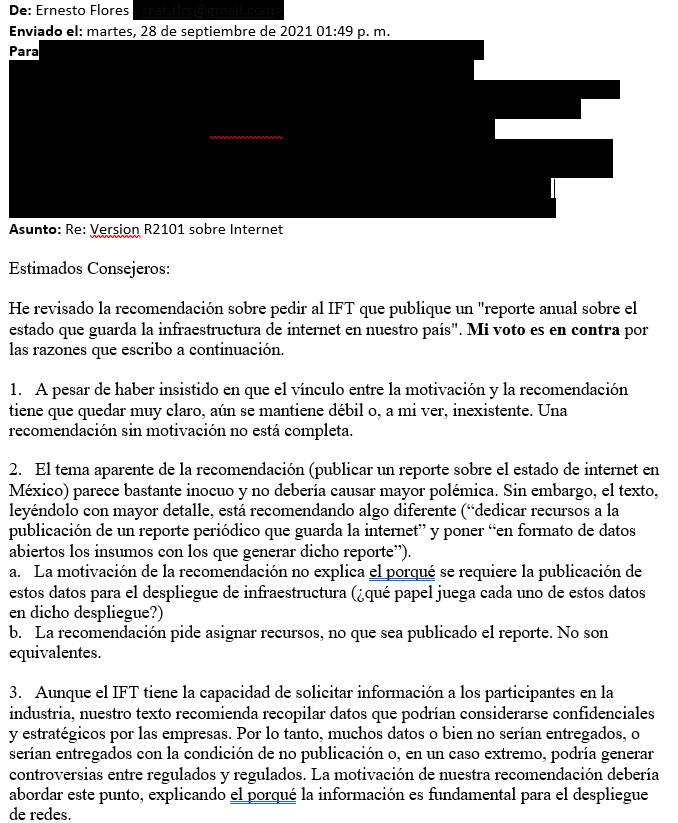 De: Ernesto Flores
Enviado el: martes, 28 de septiembre de 2021 01:49 p. m.
Para
Asunto: Re: Version R2101 sobre Internet
Estimados Consejeros:
He revisado la recomendación sobre pedir al IFT que publique un "reporte anual sobre el
estado que guarda la infraestructura de internet en nuestro país". Mi voto es en contra por
las razones que escribo a continuación.
1. A pesar de haber insistido en que el vínculo entre la motivación y la recomendación
tiene que quedar muy claro, aún se mantiene débil o, a mi ver, inexistente. Una
recomendación sin motivación no está completa.
2. El tema aparente de la recomendación (publicar un reporte sobre el estado de internet en
México) parece bastante inocuo y no debería causar mayor polémica. Sin embargo, el texto,
leyéndolo con mayor detalle, está recomendando algo diferente (“dedicar recursos a la
publicación de un reporte periódico que guarda la internet” y poner “en formato de datos
abiertos los insumos con los que generar dicho reporte”).
a. La motivación de la recomendación no explica el porqué se requiere la publicación de
estos datos para el despliegue de infraestructura (¿qué papel juega cada uno de estos datos
en dicho despliegue?)
b. La recomendación pide asignar recursos, no que sea publicado el reporte. No son
equivalentes.
3. Aunque el IFT tiene la capacidad de solicitar información a los participantes en la
industria, nuestro texto recomienda recopilar datos que podrían considerarse confidenciales
y estratégicos por las empresas. Por lo tanto, muchos datos o bien no serían entregados, o
serían entregados con la condición de no publicación o, en un caso extremo, podría generar
controversias entre regulados y regulados. La motivación de nuestra recomendación debería
abordar este punto, explicando el porqué la información es fundamental para el despliegue
de redes.